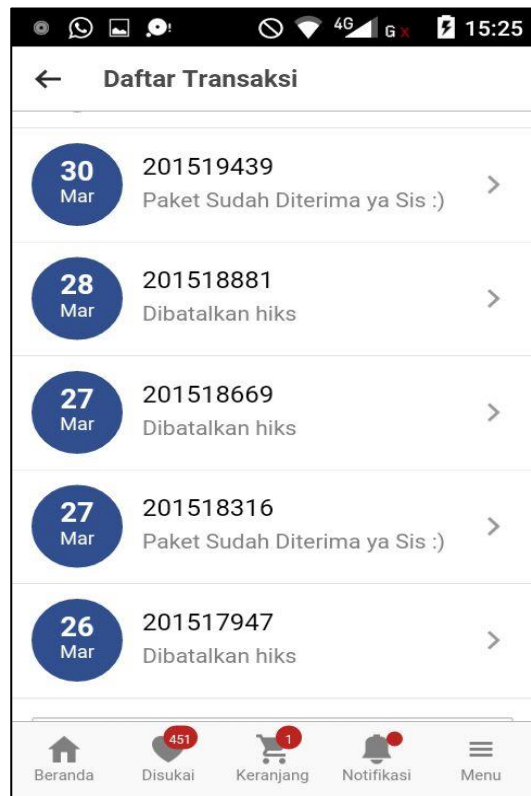 4G G x 15:25
Daftar Transaksi
30
Mar
201519439
Paket Sudah Diterima ya Sis :)
28
Mar
201518881
Dibatalkan hiks
27
Mar
201518669
Dibatalkan hiks
27
Mar
201518316
Paket Sudah Diterima ya Sis :)
26
Mar
201517947
Dibatalkan hiks
451
1
Beranda Disukai Keranjang Notifikasi Menu